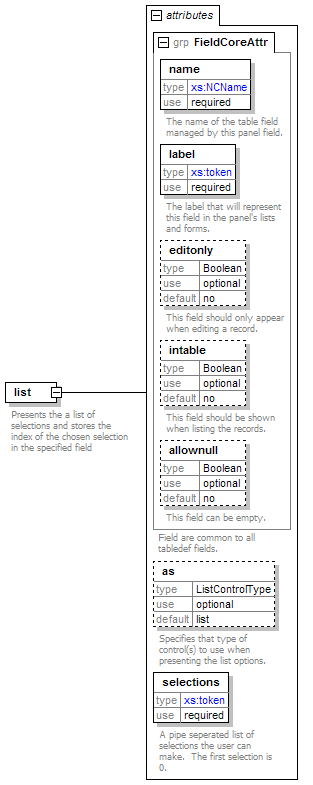 attributes
grp FieldCoreAttr
name
type xs:NCName
use required
The name of the table field
managed by this panel field.
label
type xs:token
use required
The label that will represent
this field in the panel's lists
and forms.
editonly
type Boolean
use optional
default no
This field should only appear
when editing a record.
intable
type Boolean
use optional
default no
This field should be shown
when listing the records.
allownull
type Boolean
use optional
default no
This field can be empty.
Field are common to all
tabledef fields.
list
Presents the a list of
selections and stores the
index of the chosen selection
in the specified field
as
type ListControlType
use optional
default list
Specifies that type of
control(s) to use when
presenting the list options.
selections
type xs:token
use required
A pipe seperated list of
selections the user can
make. The first selection is
0.